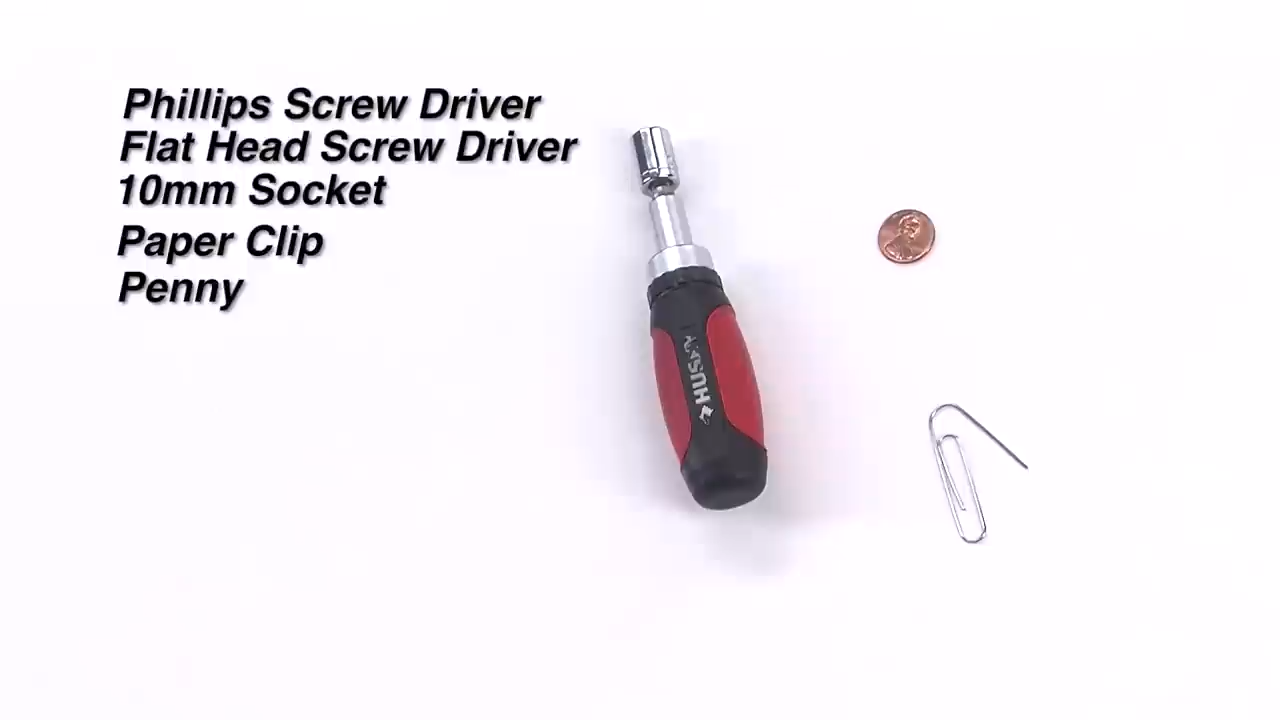 Phillips Screw Driver
Flat Head Screw Driver
10mm Socket
Paper Clip
Penny
HUSKY